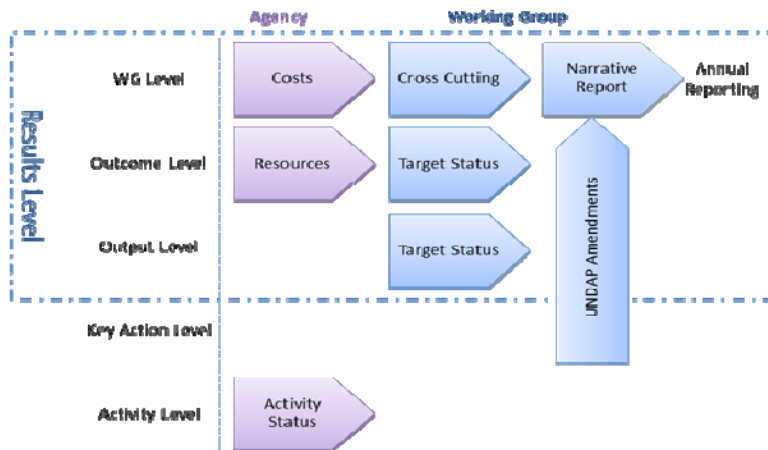 Agency
Working Group
WG Level
Costs
Cross Cutting
Narrative
Report
Annual
Reporting
Results Level
Outcome Level
Resources
Target Status
Output Level
Target Status
UNDAP Amendments
Key Action Level
Activity Level
Activity
Status